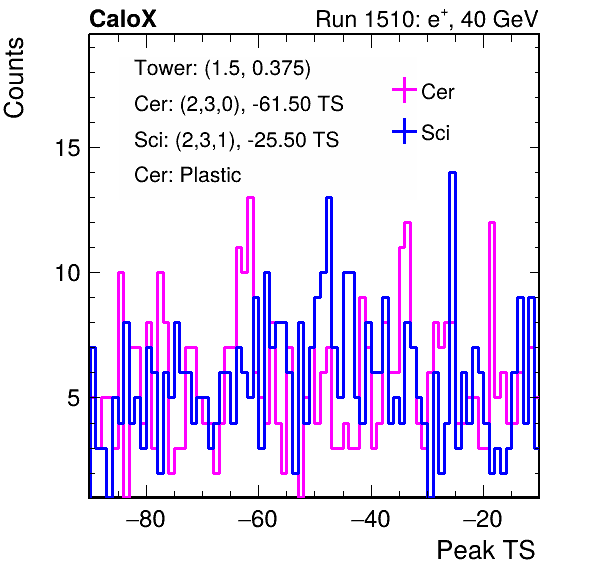 CaloX Run 1510: e⁺, 40 GeV
Counts
Tower: (1.5, 0.375)
Cer: (2,3,0), -61.50 TS
Sci: (2,3,1), -25.50 TS
Cer: Plastic
Cer
Sci
15
10
5
−80 −60 −40 −20
Peak TS